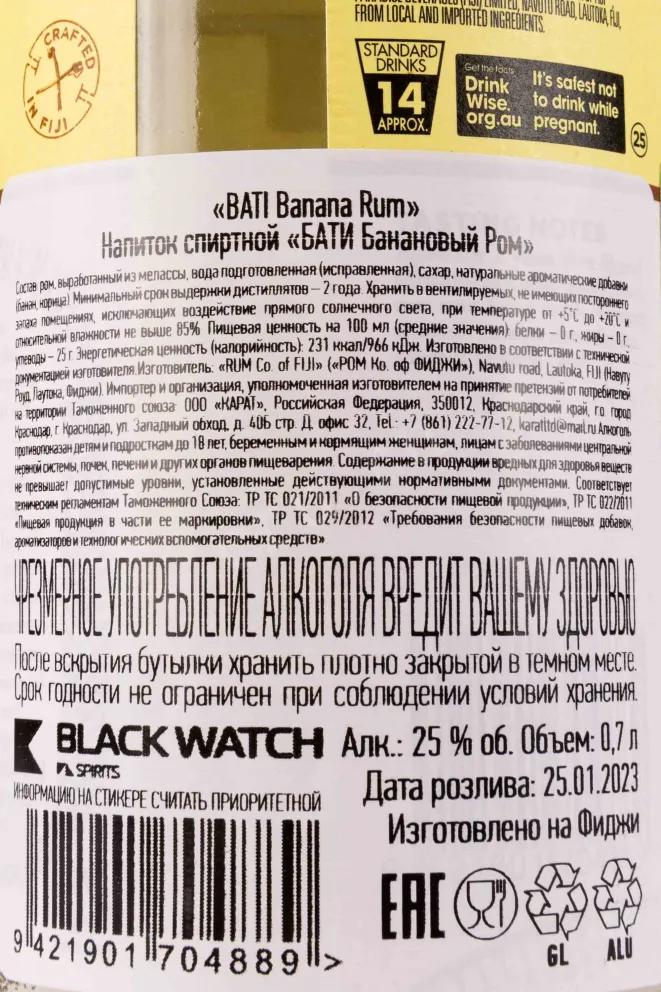 CRAFTED
IN FIJI
FROM LOCAL AND IMPORTED INGREDIENTS.
STANDARD
DRINKS
14
APPROX.
Get the facts
Drink
Wise.
org.au
It's safest not
to drink while
pregnant.
25
«BATI Banana Rum»
Напиток спиртной «БАТИ Банановый Ром»
Состав: ром, выработанный из мелассы, вода подготовленная (исправленная), сахар, натуральные ароматические добавки
(банан, корица). Минимальный срок выдержки дистиллятов – 2 года. Хранить в вентилируемых, не имеющих постороннего
запаха помещениях, исключающих воздействие прямого солнечного света, при температуре от +5°С до +20°С и
относительной влажности не выше 85%. Пищевая ценность на 100 мл (средние значения): белки – 0 г, жиры – 0 г,
углеводы – 25 г. Энергетическая ценность (калорийность): 231 ккал/966 кДж. Изготовлено в соответствии с технической
документацией изготовителя. Изготовитель: «RUM Co. of FIJI» («РОМ Ко. оф ФИДЖИ»), Navutu road, Lautoka, FIJI (Навуту
Роуд, Лаутока, Фиджи). Импортер и организация, уполномоченная изготовителем на принятие претензий от потребителей
на территории Таможенного союза: ООО «КАРАТ», Российская Федерация, 350012, Краснодарский край, г.о. город
Краснодар, г. Краснодар, ул. Западный обход, д. 40Б стр. Д, офис 32, Tel.: +7 (861) 222-77-12, karatltd@mail.ru. Алкоголь
противопоказан детям и подросткам до 18 лет, беременным и кормящим женщинам, лицам с заболеваниями центральной
нервной системы, почек, печени и других органов пищеварения. Содержание в продукции вредных для здоровья веществ
не превышает допустимые уровни, установленные действующими нормативными документами. Соответствует
техническим регламентам Таможенного Союза: ТР ТС 021/2011 «О безопасности пищевой продукции», ТР ТС 022/2011
«Пищевая продукция в части ее маркировки», ТР ТС 029/2012 «Требования безопасности пищевых добавок,
ароматизаторов и технологических вспомогательных средств»
ЧРЕЗМЕРНОЕ УПОТРЕБЛЕНИЕ АЛКОГОЛЯ ВРЕДИТ ВАШЕМУ ЗДОРОВЬЮ
После вскрытия бутылки хранить плотно закрытой в темном месте.
Срок годности не ограничен при соблюдении условий хранения.
BLACK WATCH
SPIRITS
Алк.: 25 % об. Объем: 0,7 л
ИНФОРМАЦИЮ НА СТИКЕРЕ СЧИТАТЬ ПРИОРИТЕТНОЙ
Дата розлива: 25.01.2023
Изготовлено на Фиджи
EAC
GL
ALU
9 421901 704889 >